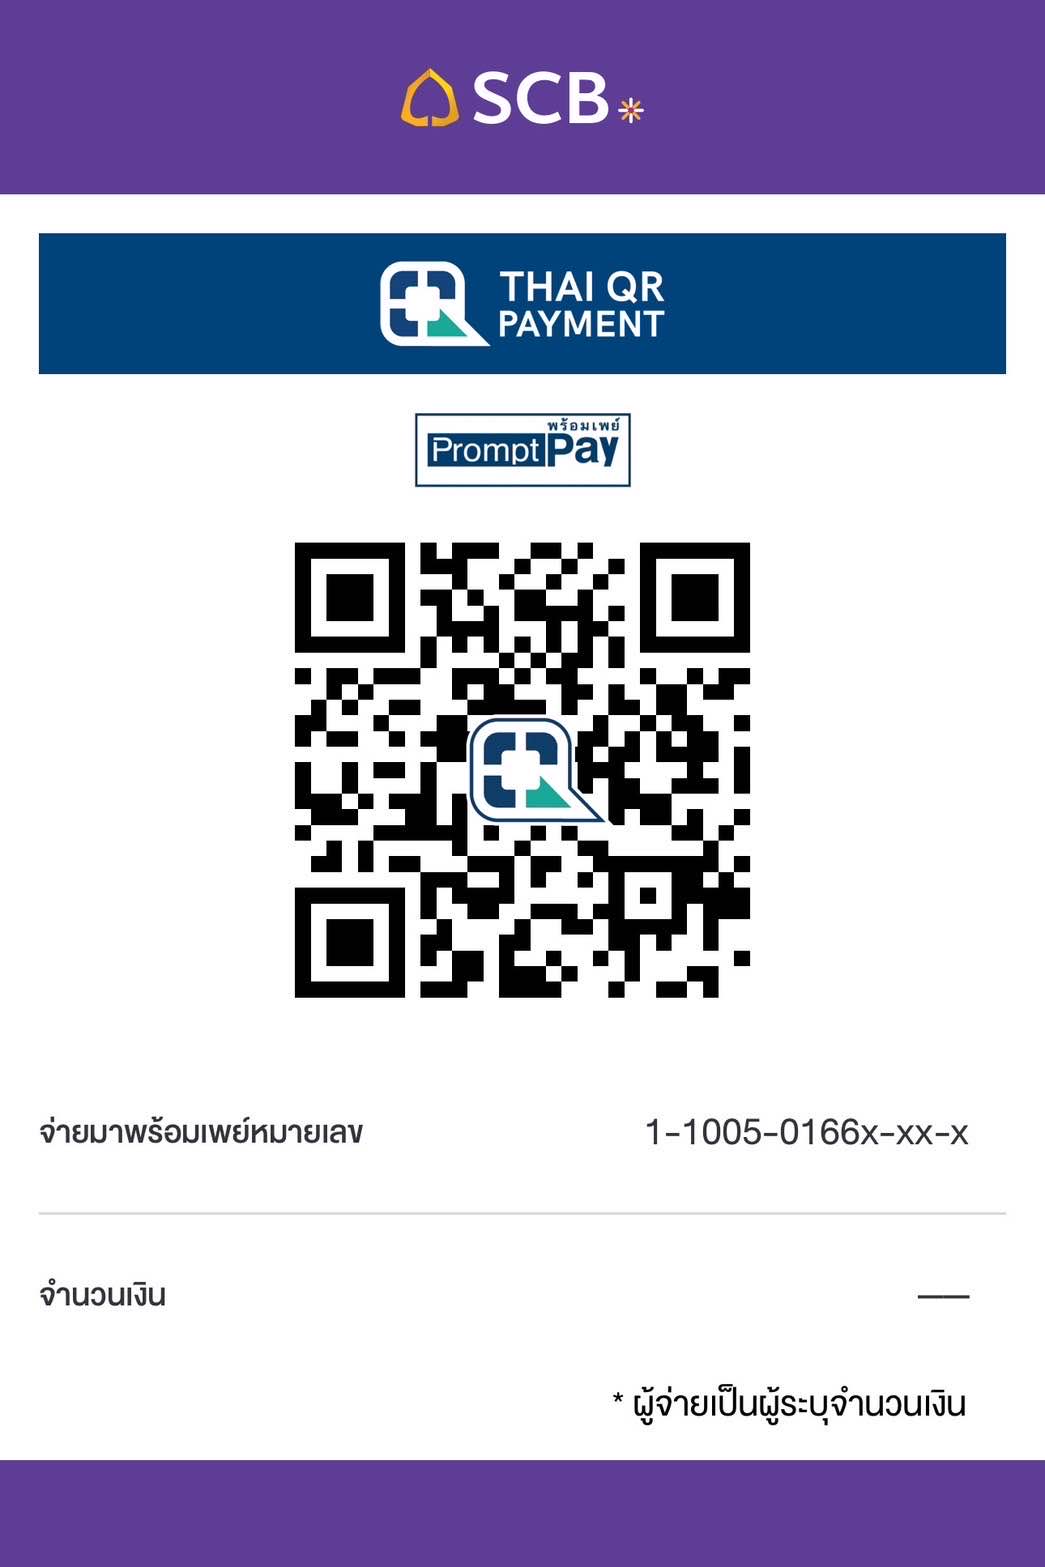 SCB
THAI QR
PAYMENT
พร้อมเพย์
PromptPay
จ่ายมาพร้อมเพย์หมายเลข 1-1005-0166x-xx-x
จำนวนเงิน —
* ผู้จ่ายเป็นผู้ระบุจำนวนเงิน